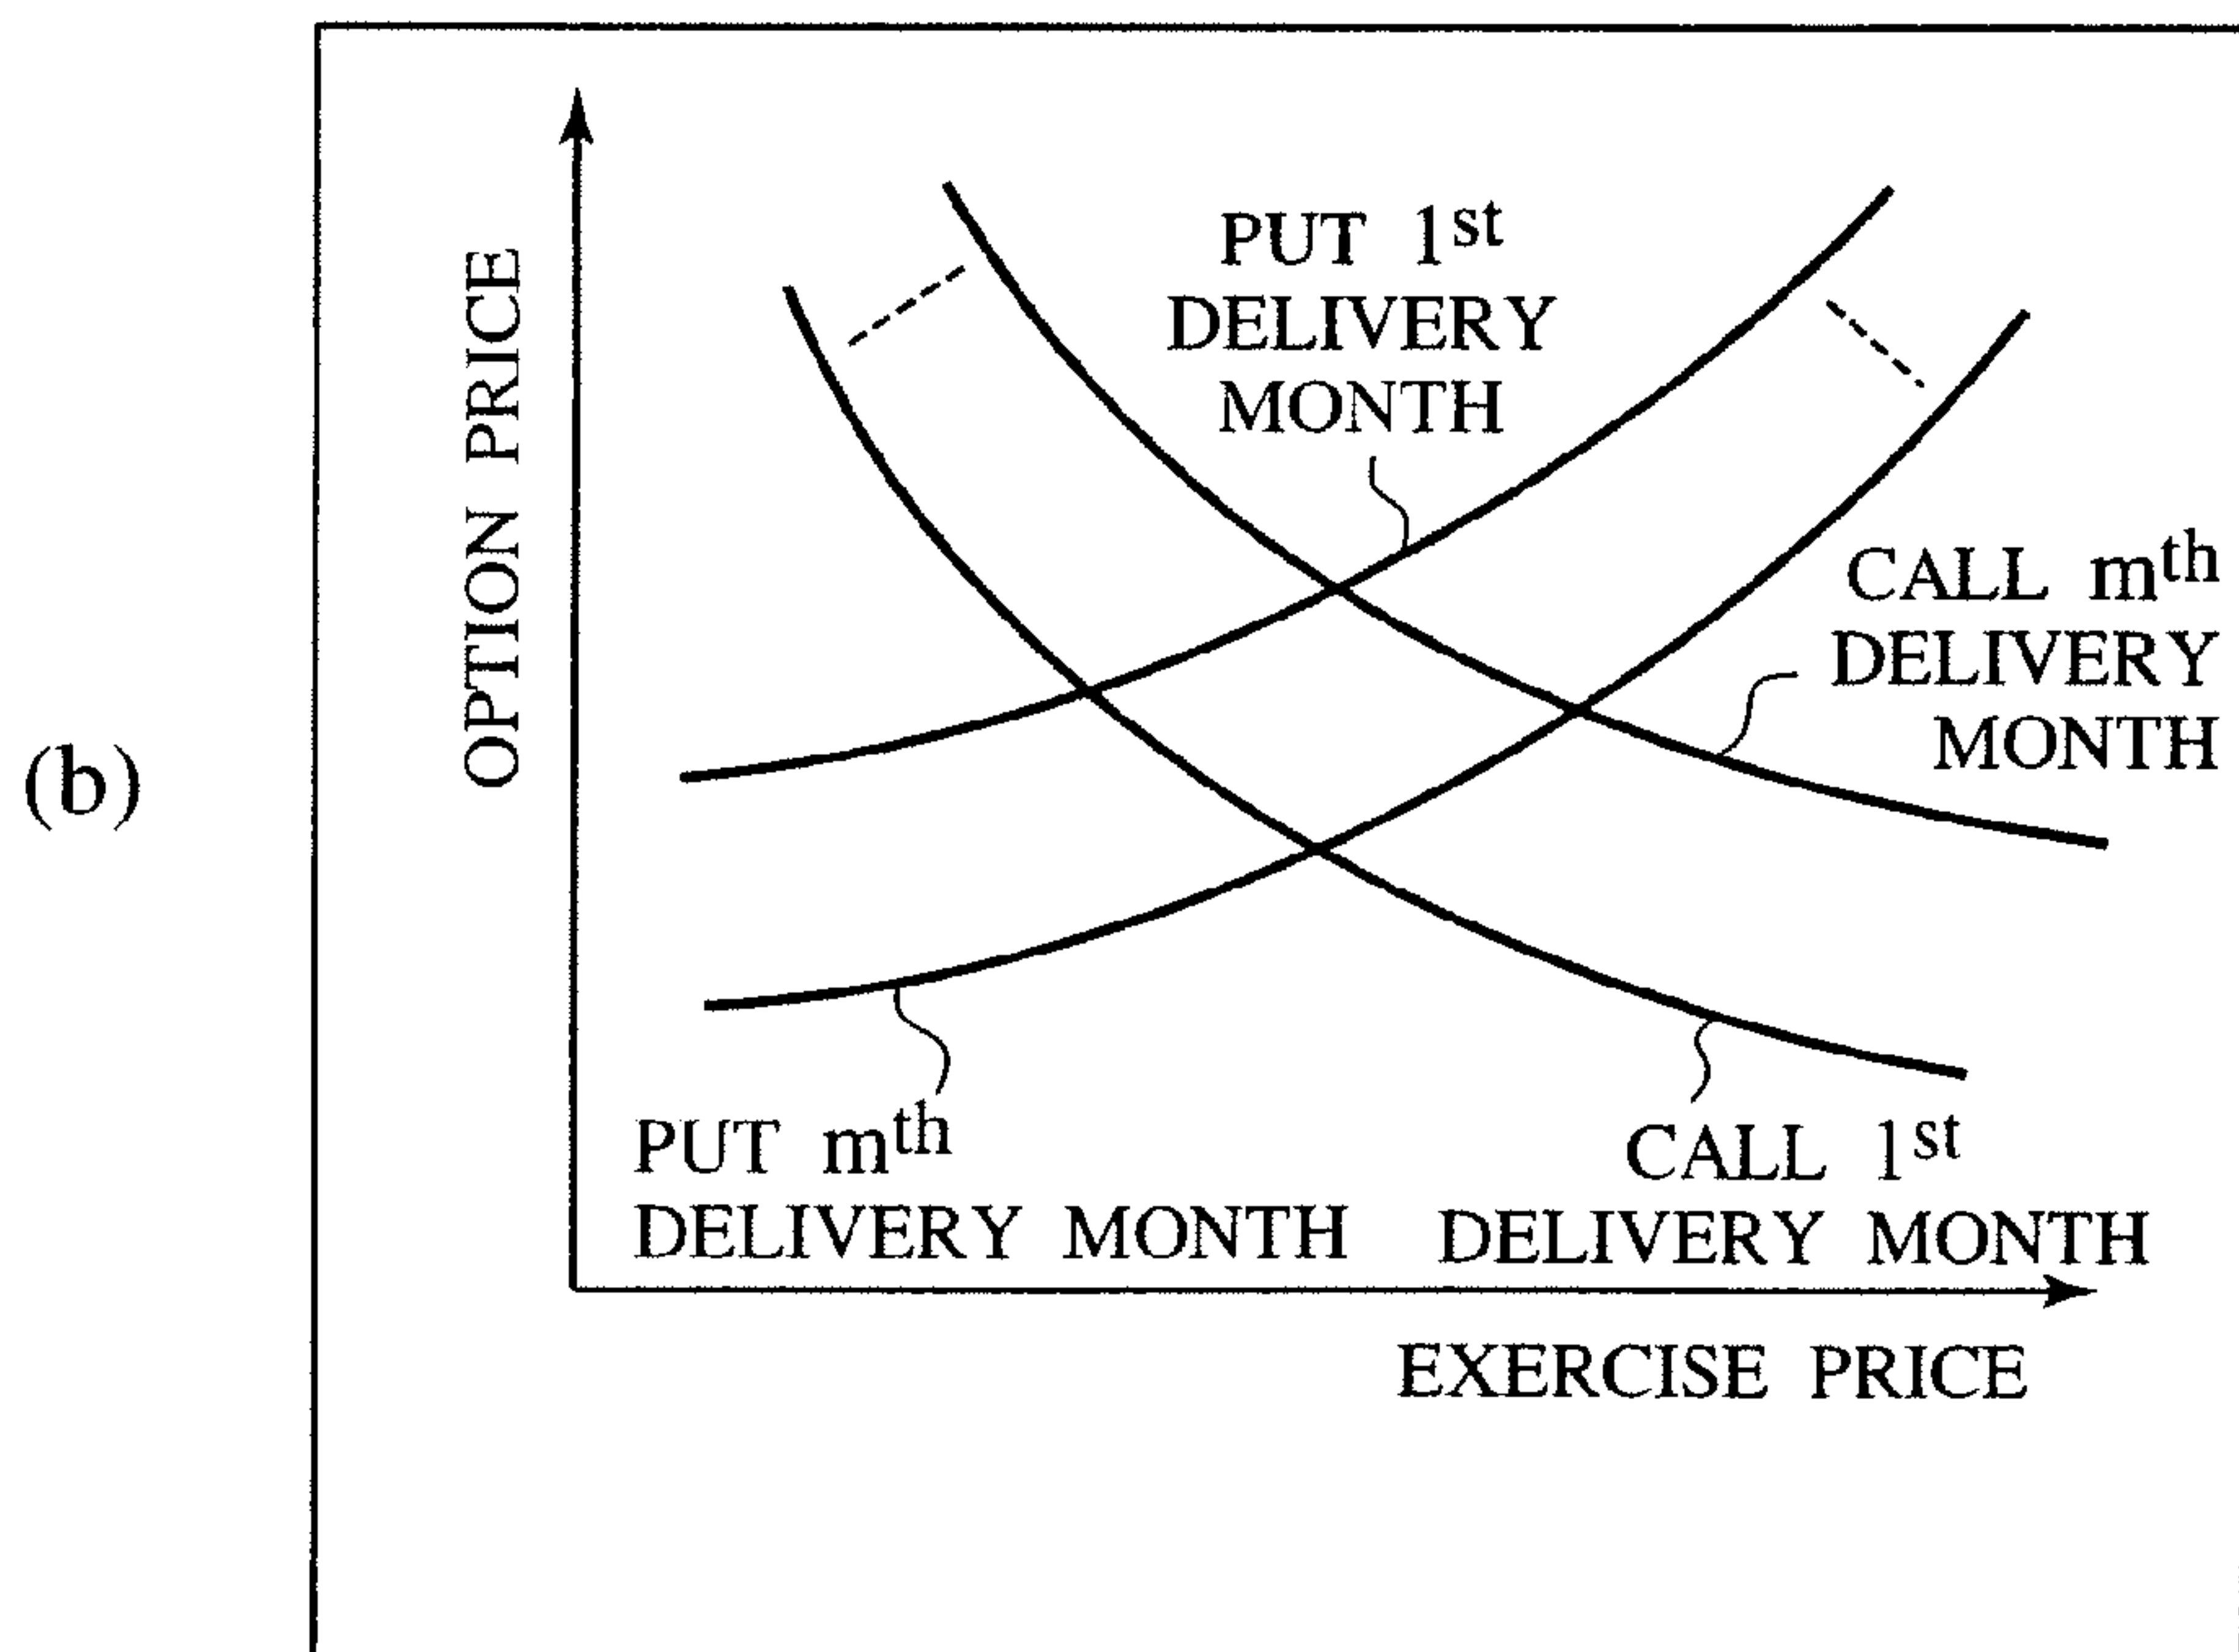 (b)
OPTION PRICE
PUT 1st
DELIVERY
MONTH
CALL mth
DELIVERY
MONTH
PUT mth
DELIVERY MONTH
CALL 1st
DELIVERY MONTH
EXERCISE PRICE